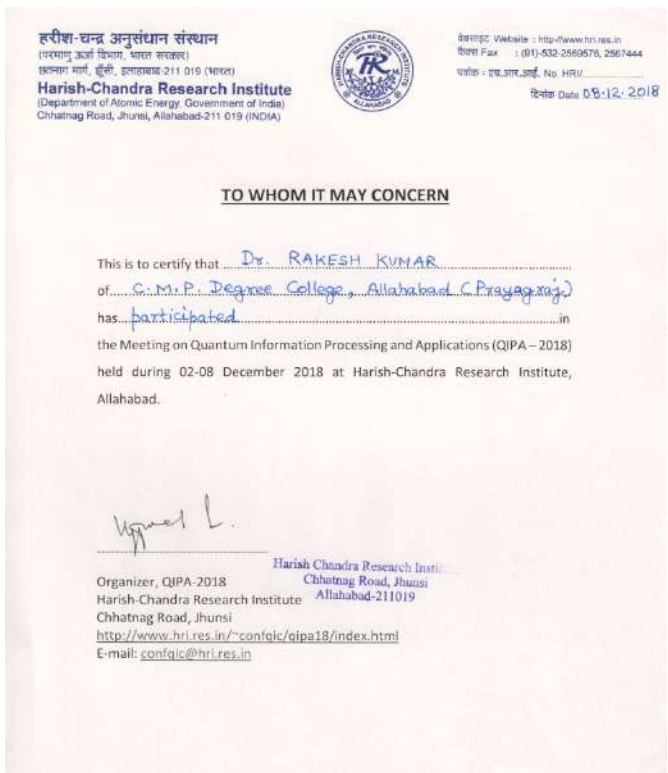 हरीश-चन्द्र अनुसंधान संस्थान
(परमाणु ऊर्जा विभाग, भारत सरकार)
छतनाग मार्ग, झूँसी, इलाहाबाद-211 019 (भारत)
Harish-Chandra Research Institute
(Department of Atomic Energy, Government of India)
Chhatnag Road, Jhunsi, Allahabad-211 019 (INDIA)
HARISH-CHANDRA RESEARCH INSTITUTE
ALLAHABAD
वेबसाइट Website : http://www.hri.res.in
फैक्स Fax : (91)-532-2569576, 2567444
पत्रांक : एच.आर.आई. No. HRI/
दिनांक Date 08.12.2018
TO WHOM IT MAY CONCERN
This is to certify that Dr. RAKESH KUMAR
of C.M.P. Degree College, Allahabad (Prayagraj)
has participated in
the Meeting on Quantum Information Processing and Applications (QIPA – 2018)
held during 02-08 December 2018 at Harish-Chandra Research Institute,
Allahabad.
Harish Chandra Research
Chhatnag Road, Jhunsi
Allahabad-211019
Organizer, QIPA-2018
Harish-Chandra Research Institute
Chhatnag Road, Jhunsi
http://www.hri.res.in/~confqic/qipa18/index.html
E-mail: confqic@hri.res.in